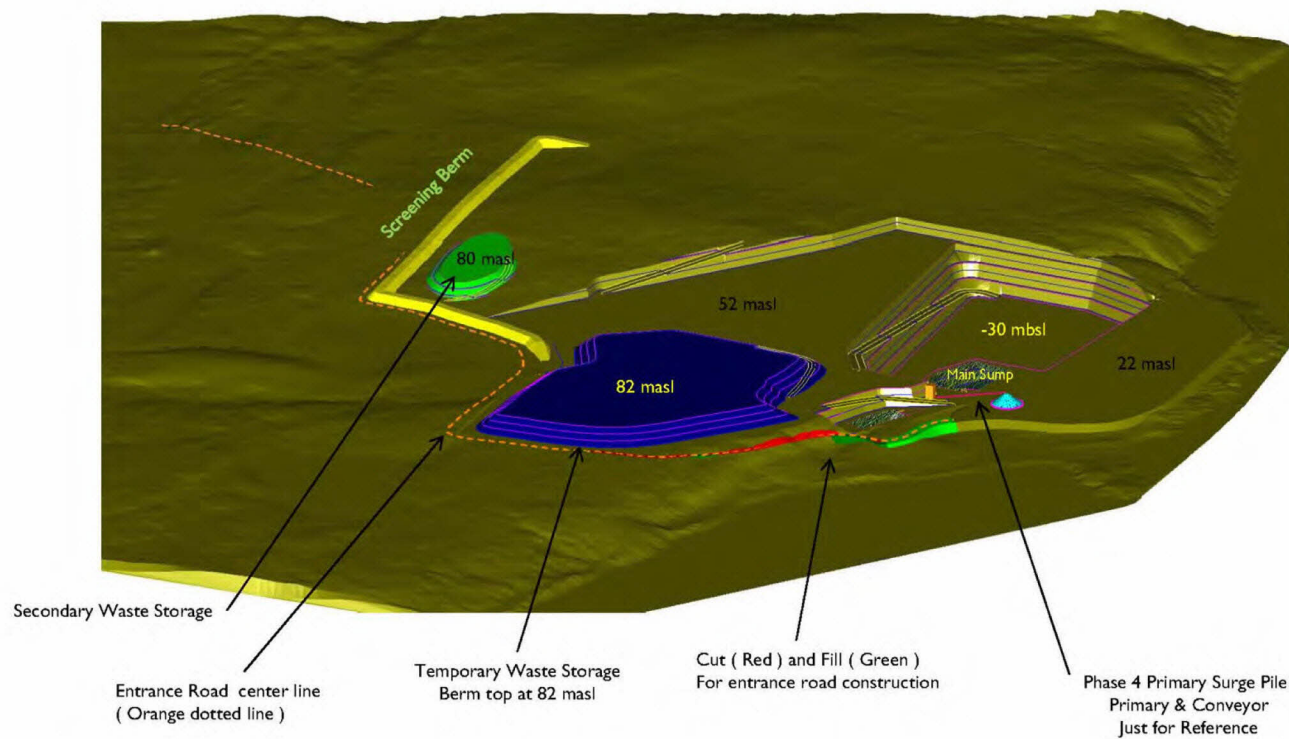 Screening Berm
80 masl
52 masl
-30 mbsl
22 masl
Main Sump
82 masl
Secondary Waste Storage
Entrance Road center line
( Orange dotted line )
Temporary Waste Storage
Berm top at 82 masl
Cut ( Red ) and Fill ( Green )
For entrance road construction
Phase 4 Primary Surge Pile
Primary & Conveyor
Just for Reference